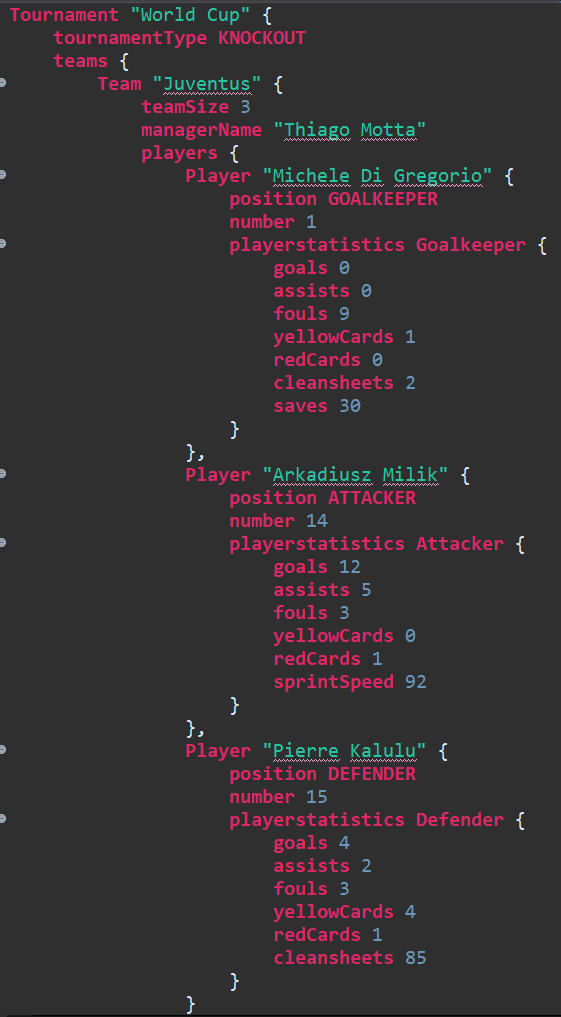 Tournament "World Cup" {
tournamentType KNOCKOUT
teams {
Team "Juventus" {
teamSize 3
managerName "Thiago Motta"
players {
Player "Michele Di Gregorio" {
position GOALKEEPER
number 1
playerstatistics Goalkeeper {
goals 0
assists 0
fouls 9
yellowCards 1
redCards 0
cleansheets 2
saves 30
}
},
Player "Arkadiusz Milik" {
position ATTACKER
number 14
playerstatistics Attacker {
goals 12
assists 5
fouls 3
yellowCards 0
redCards 1
sprintSpeed 92
}
},
Player "Pierre Kalulu" {
position DEFENDER
number 15
playerstatistics Defender {
goals 4
assists 2
fouls 3
yellowCards 4
redCards 1
cleansheets 85
}
}